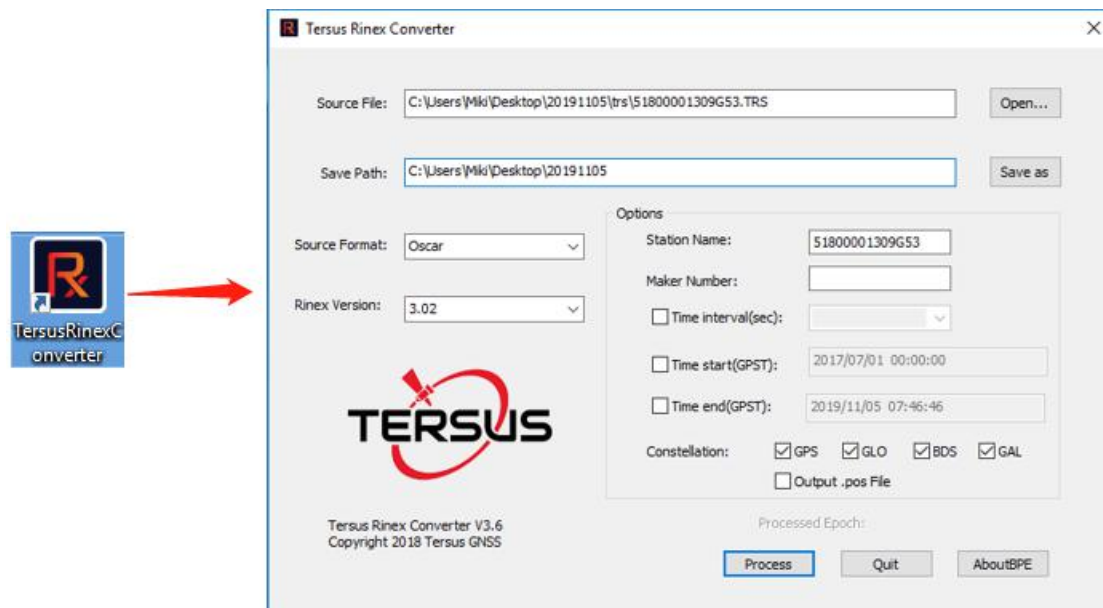 Tersus Rinex Converter
Source File: C:\Users\Miki\Desktop\20191105\trs\51800001309G53.TRS Open...
Save Path: C:\Users\Miki\Desktop\20191105 Save as
Options
Source Format: Oscar
Station Name: 51800001309G53
Maker Number:
Rinex Version: 3.02
Time interval(sec):
TersusRinexC
onverter
Time start(GPST): 2017/07/01 00:00:00
Time end(GPST): 2019/11/05 07:46:46
TERSUS
Constellation: GPS GLO BDS GAL
Output .pos File
Tersus Rinex Converter V3.6
Copyright 2018 Tersus GNSS
Processed Epoch:
Process Quit AboutBPE